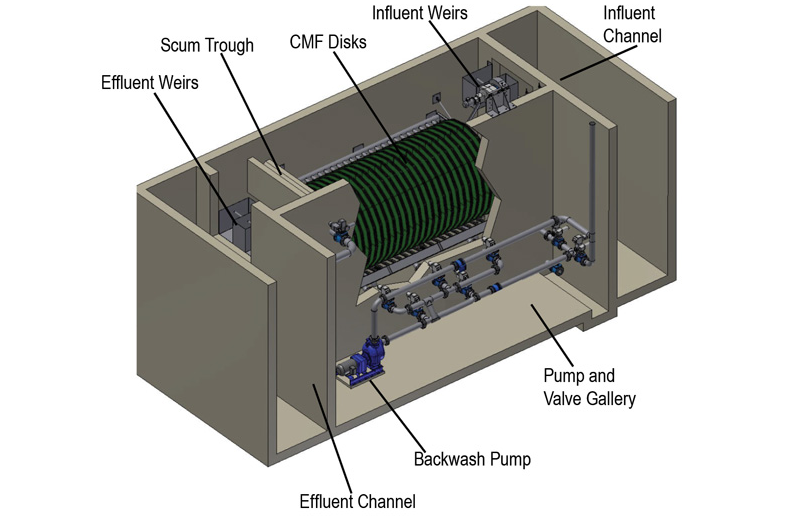 Influent Weirs
Influent
Channel
Scum Trough
CMF Disks
Effluent Weirs
Pump and
Valve Gallery
Backwash Pump
Effluent Channel